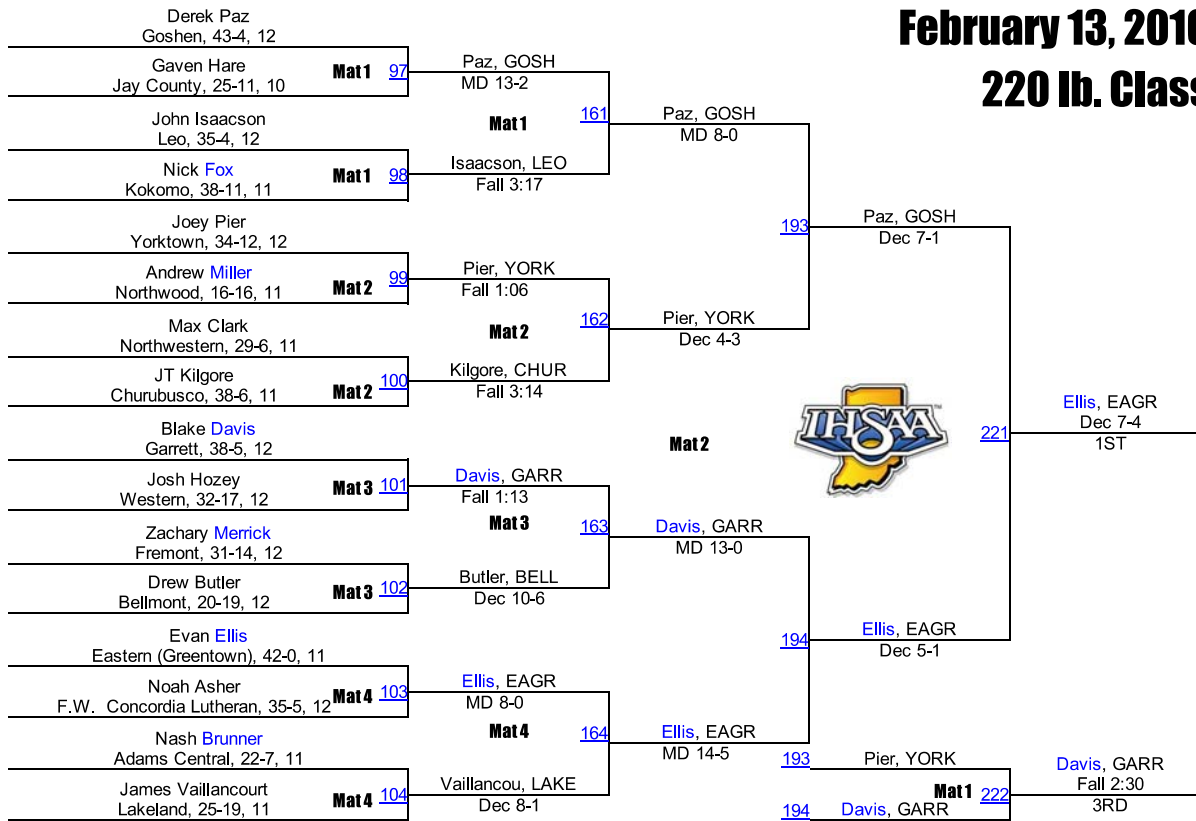 February 13, 2016
220 lb. Class
Derek Paz
Goshen, 43-4, 12
Gaven Hare
Jay County, 25-11, 10
Mat 1 97
John Isaacson
Leo, 35-4, 12
Nick Fox
Kokomo, 38-11, 11
Mat 1 98
Joey Pier
Yorktown, 34-12, 12
Andrew Miller
Northwood, 16-16, 11
Mat 2 99
Max Clark
Northwestern, 29-6, 11
JT Kilgore
Churubusco, 38-6, 11
Mat 2 100
Blake Davis
Garrett, 38-5, 12
Josh Hozey
Western, 32-17, 12
Mat 3 101
Zachary Merrick
Fremont, 31-14, 12
Drew Butler
Bellmont, 20-19, 12
Mat 3 102
Evan Ellis
Eastern (Greentown), 42-0, 11
Noah Asher
F.W. Concordia Lutheran, 35-5, 12
Mat 4 103
Nash Brunner
Adams Central, 22-7, 11
James Vaillancourt
Lakeland, 25-19, 11
Mat 4 104
Paz, GOSH
MD 13-2
Mat 1 161
Isaacson, LEO
Fall 3:17
Pier, YORK
Fall 1:06
Mat 2 162
Kilgore, CHUR
Fall 3:14
Davis, GARR
Fall 1:13
Mat 3 163
Butler, BELL
Dec 10-6
Ellis, EAGR
MD 8-0
Mat 4 164
Vaillancou, LAKE
Dec 8-1
Paz, GOSH
MD 8-0
193
Pier, YORK
Dec 4-3
Mat 2
Davis, GARR
MD 13-0
194
Ellis, EAGR
MD 14-5
Paz, GOSH
Dec 7-1
IHSAA
221
Ellis, EAGR
Dec 5-1
Ellis, EAGR
Dec 7-4
1ST
193 Pier, YORK
Mat 1 222
194 Davis, GARR
Davis, GARR
Fall 2:30
3RD